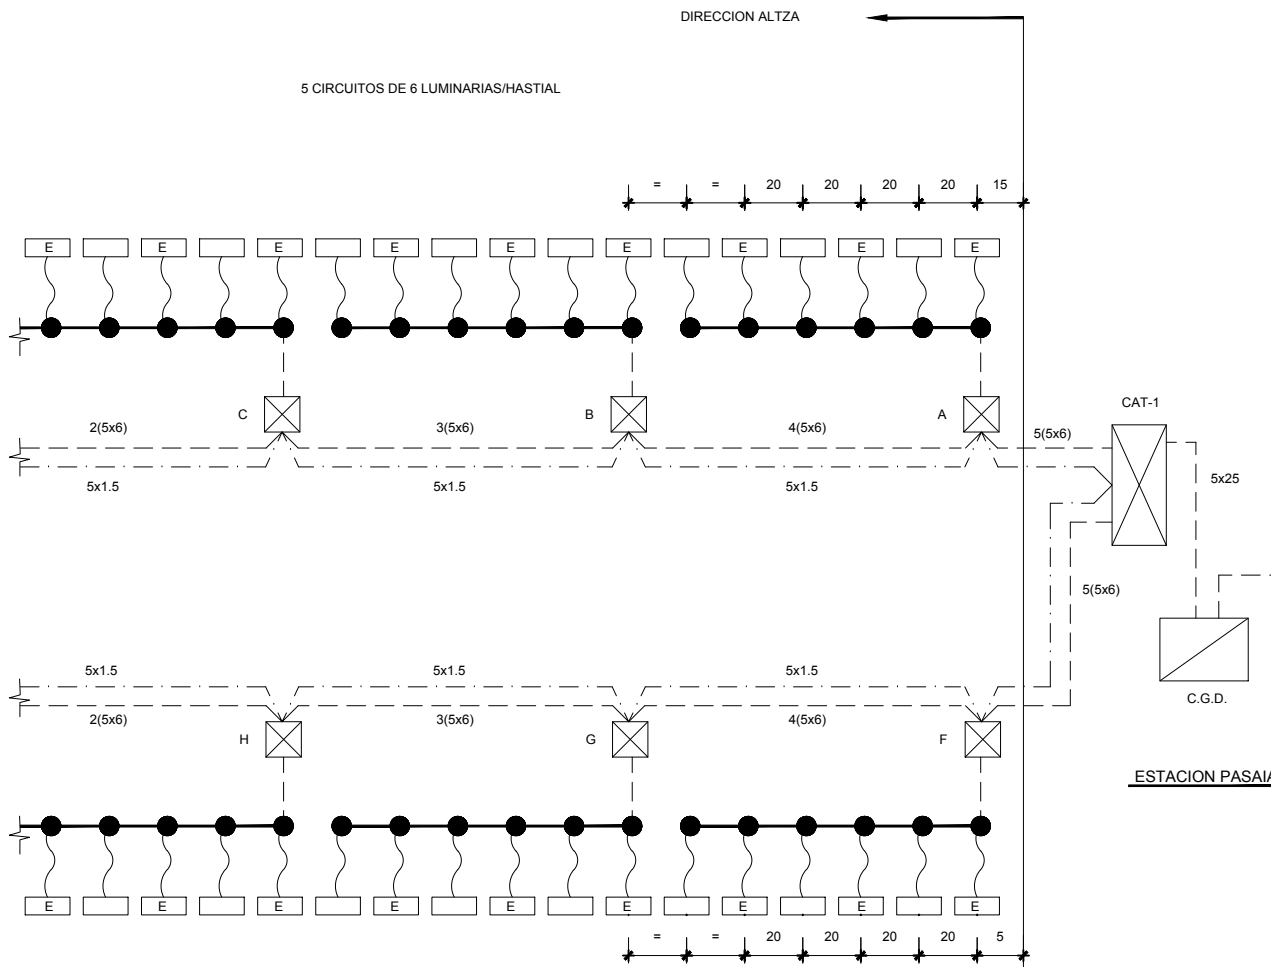 DIRECCION ALTZA
5 CIRCUITOS DE 6 LUMINARIAS/HASTIAL
= = 20 20 20 20 15
E E E E E E E E E
C B A
CAT-1
2(5x6) 3(5x6) 4(5x6) 5(5x6)
5x1.5 5x1.5 5x1.5
5x25
5(5x6)
5x1.5 5x1.5 5x1.5
2(5x6) 3(5x6) 4(5x6)
C.G.D.
H G F
ESTACION PASAIA
E E E E E E E E E
= = 20 20 20 20 5